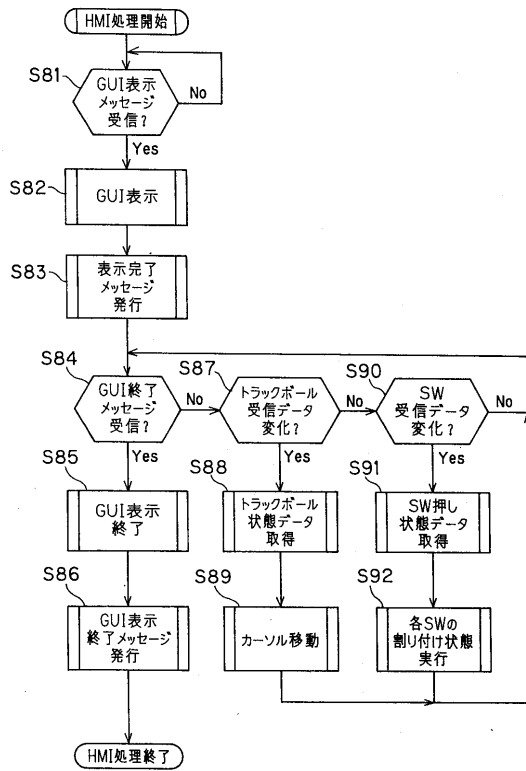 HMI処理開始
S81
GUI表示
メッセージ
受信?
No
Yes
S82
GUI表示
S83
表示完了
メッセージ
発行
S84
GUI終了
メッセージ
受信?
No
Yes
S87
トラックボール
受信データ
変化?
No
Yes
S90
SW
受信データ
変化?
No
Yes
S85
GUI表示
終了
S88
トラックボール
状態データ
取得
S91
SW押し
状態データ
取得
S86
GUI表示
終了メッセージ
発行
S89
カーソル移動
S92
各SWの
割り付け状態
実行
HMI処理終了